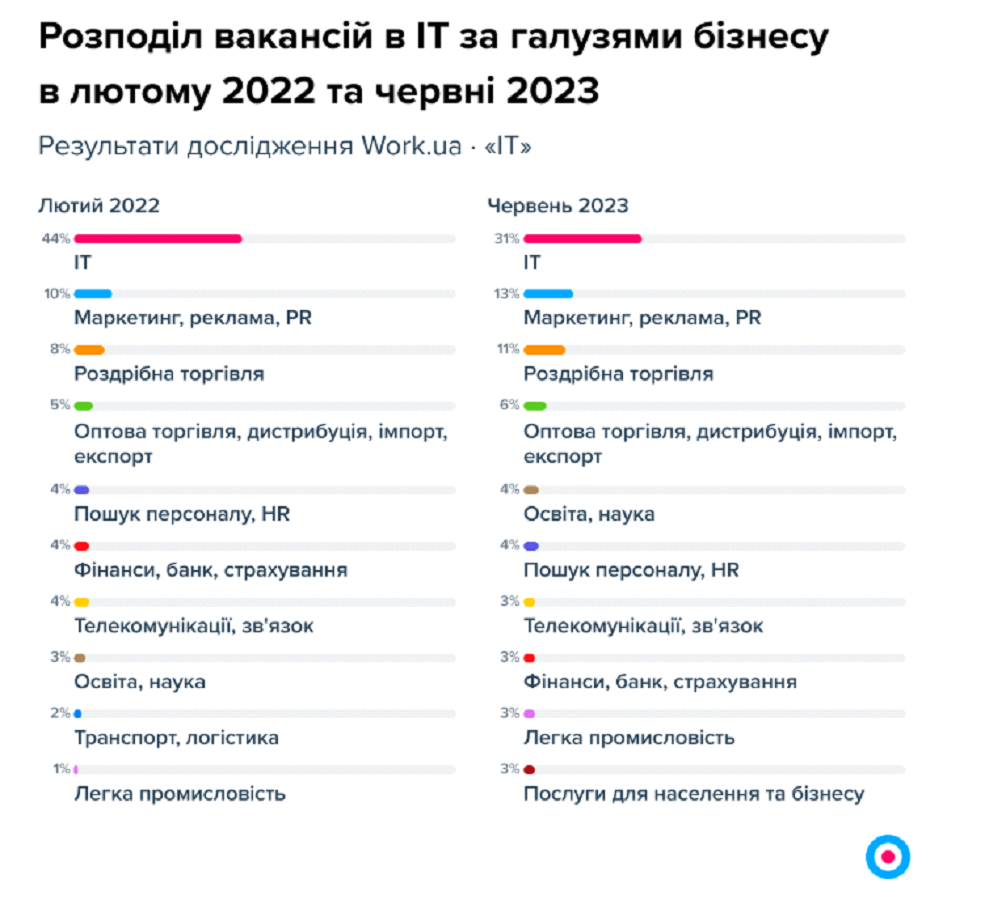 Розподіл вакансій в ІТ за галузями бізнесу
в лютому 2022 та червні 2023
Результати дослідження Work.ua · «ІТ»
Лютий 2022
44%
ІТ
10%
Маркетинг, реклама, PR
8%
Роздрібна торгівля
5%
Оптова торгівля, дистрибуція, імпорт,
експорт
4%
Пошук персоналу, HR
4%
Фінанси, банк, страхування
4%
Телекомунікації, зв'язок
3%
Освіта, наука
2%
Транспорт, логістика
1%
Легка промисловість
Червень 2023
31%
ІТ
13%
Маркетинг, реклама, PR
11%
Роздрібна торгівля
6%
Оптова торгівля, дистрибуція, імпорт,
експорт
4%
Освіта, наука
4%
Пошук персоналу, HR
3%
Телекомунікації, зв'язок
3%
Фінанси, банк, страхування
3%
Легка промисловість
3%
Послуги для населення та бізнесу